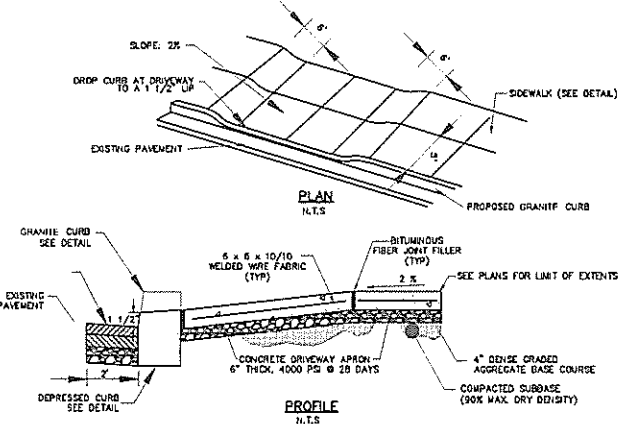 6'
6'
SLOPE: 2%
DROP CURB AT DRIVEWAY
TO A 1 1/2" LIP
SIDEWALK (SEE DETAIL)
EXISTING PAVEMENT
PLAN
N.T.S
PROPOSED GRANITE CURB
GRANITE CURB
SEE DETAIL
6 x 6 x 10/10
WELDED WIRE FABRIC
(TYP)
BITUMINOUS
FIBER JOINT FILLER
(TYP)
2 %
SEE PLANS FOR LIMIT OF EXTENTS
EXISTING
PAVEMENT
1 1/2"
2'
CONCRETE DRIVEWAY APRON
6" THICK, 4000 PSI @ 28 DAYS
4" DENSE GRADED
AGGREGATE BASE COURSE
COMPACTED SUBBASE
(90% MAX. DRY DENSITY)
DEPRESSED CURB
SEE DETAIL
PROFILE
N.T.S